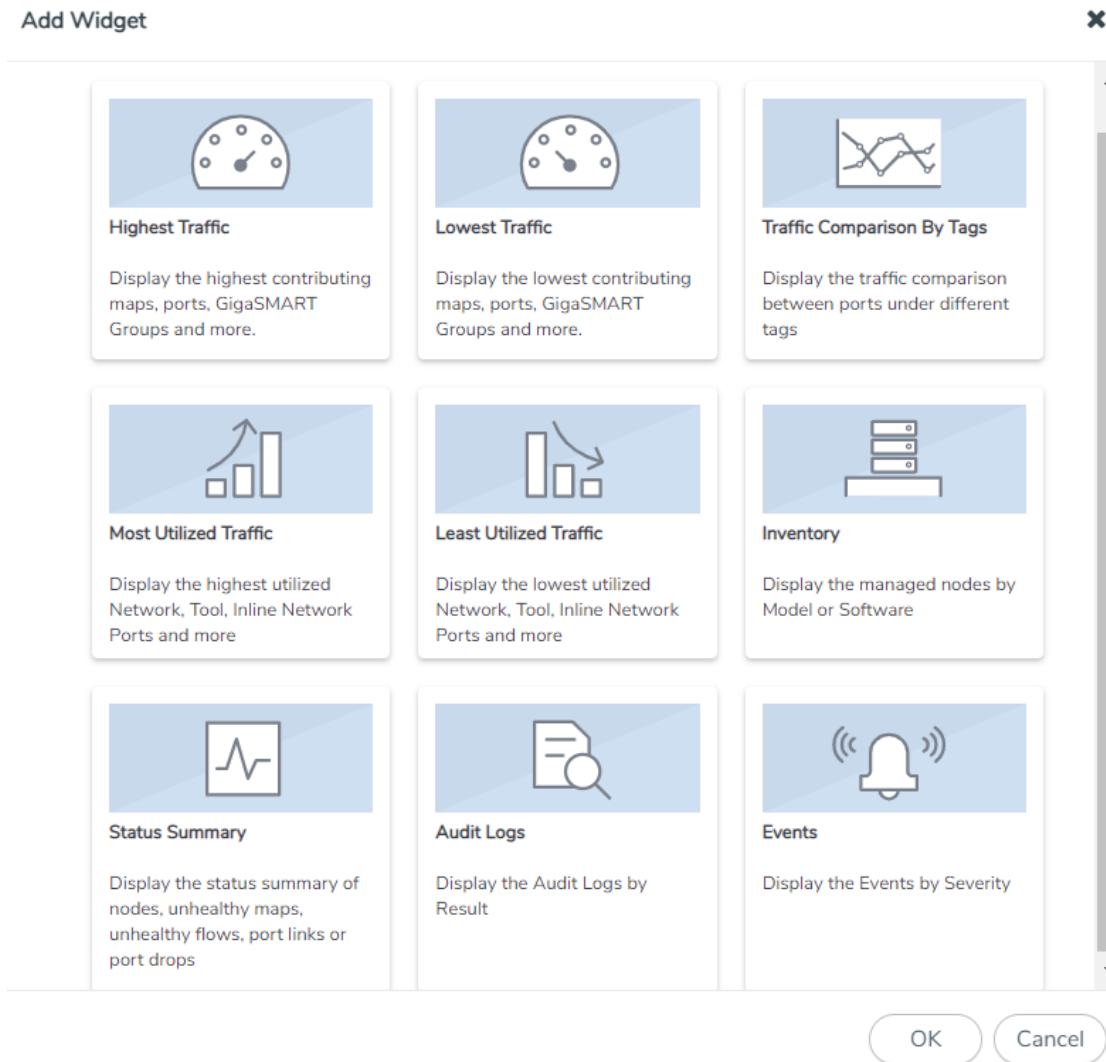 Add Widget
Highest Traffic
Display the highest contributing
maps, ports, GigaSMART
Groups and more.
Lowest Traffic
Display the lowest contributing
maps, ports, GigaSMART
Groups and more.
Traffic Comparison By Tags
Display the traffic comparison
between ports under different
tags
Most Utilized Traffic
Display the highest utilized
Network, Tool, Inline Network
Ports and more
Least Utilized Traffic
Display the lowest utilized
Network, Tool, Inline Network
Ports and more
Inventory
Display the managed nodes by
Model or Software
Status Summary
Display the status summary of
nodes, unhealthy maps,
unhealthy flows, port links or
port drops
Audit Logs
Display the Audit Logs by
Result
Events
Display the Events by Severity
OK
Cancel